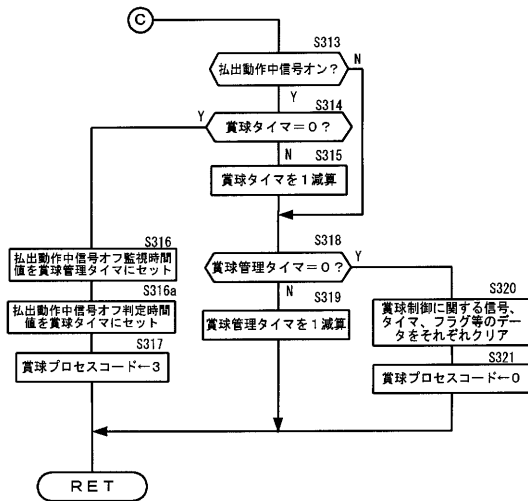 C
S313
払出動作中信号オン?
N
Y
S314
Y
賞球タイマ=0?
N
S315
賞球タイマを1減算
S316
払出動作中信号オフ監視時間
値を賞球管理タイマにセット
S316a
払出動作中信号オフ判定時間
値を賞球タイマにセット
S317
賞球プロセスコード←3
S318
賞球管理タイマ=0?
Y
N
S319
賞球管理タイマを1減算
S320
賞球制御に関する信号、
タイマ、フラグ等のデー
タをそれぞれクリア
S321
賞球プロセスコード←0
RET